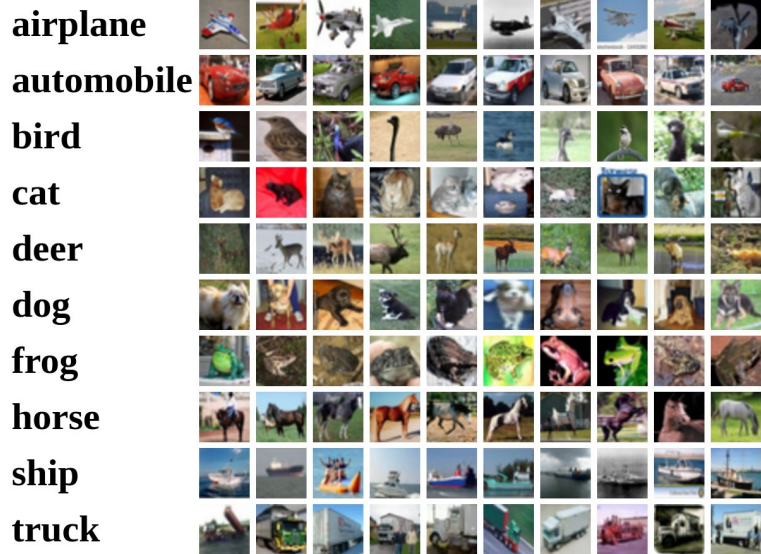 airplane
automobile
bird
cat
deer
dog
frog
horse
ship
truck